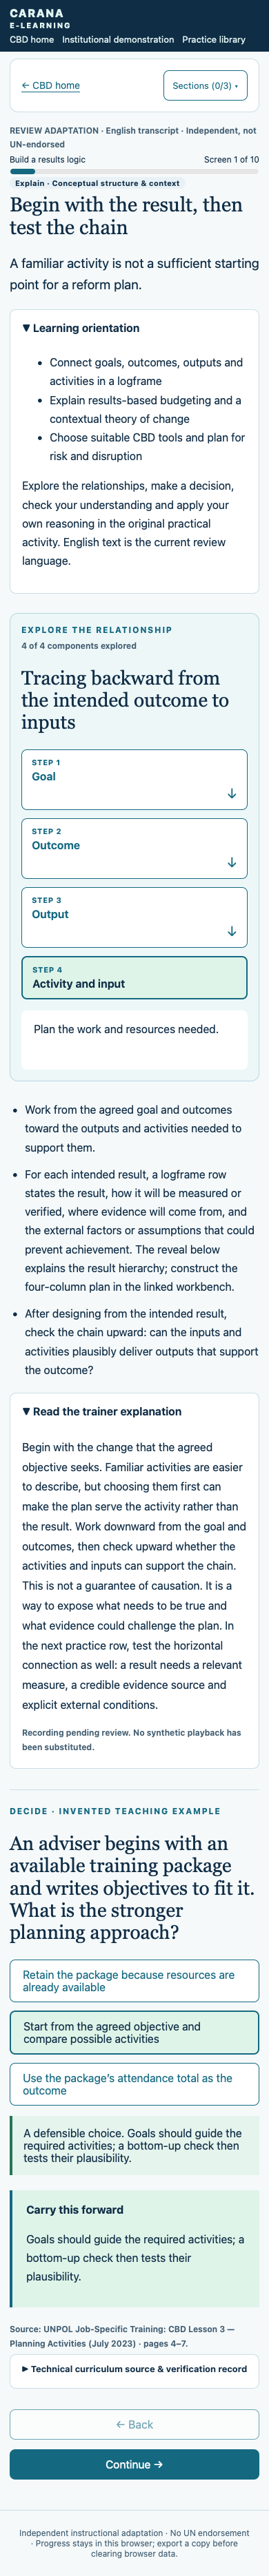 CARANA
E-LEARNING
CBD home Institutional demonstration Practice library
← CBD home
Sections (0/3) ▾
REVIEW ADAPTATION · English transcript · Independent, not
UN-endorsed
Build a results logic
Screen 1 of 10
Explain · Conceptual structure & context
Begin with the result, then
test the chain
A familiar activity is not a sufficient starting
point for a reform plan.
▼ Learning orientation
• Connect goals, outcomes, outputs and
activities in a logframe
• Explain results-based budgeting and a
contextual theory of change
• Choose suitable CBD tools and plan for
risk and disruption
Explore the relationships, make a decision,
check your understanding and apply your
own reasoning in the original practical
activity. English text is the current review
language.
EXPLORE THE RELATIONSHIP
4 of 4 components explored
Tracing backward from
the intended outcome to
inputs
STEP 1
Goal
↓
STEP 2
Outcome
↓
STEP 3
Output
↓
STEP 4
Activity and input
Plan the work and resources needed.
• Work from the agreed goal and outcomes
toward the outputs and activities needed to
support them.
• For each intended result, a logframe row
states the result, how it will be measured or
verified, where evidence will come from, and
the external factors or assumptions that could
prevent achievement. The reveal below
explains the result hierarchy; construct the
four-column plan in the linked workbench.
• After designing from the intended result,
check the chain upward: can the inputs and
activities plausibly deliver outputs that support
the outcome?
▼ Read the trainer explanation
Begin with the change that the agreed
objective seeks. Familiar activities are easier
to describe, but choosing them first can
make the plan serve the activity rather than
the result. Work downward from the goal and
outcomes, then check upward whether the
activities and inputs can support the chain.
This is not a guarantee of causation. It is a
way to expose what needs to be true and
what evidence could challenge the plan. In
the next practice row, test the horizontal
connection as well: a result needs a relevant
measure, a credible evidence source and
explicit external conditions.
Recording pending review. No synthetic playback has
been substituted.
DECIDE · INVENTED TEACHING EXAMPLE
An adviser begins with an
available training package
and writes objectives to fit it.
What is the stronger
planning approach?
Retain the package because resources are
already available
Start from the agreed objective and
compare possible activities
Use the package's attendance total as the
outcome
A defensible choice. Goals should guide the
required activities; a bottom-up check then
tests their plausibility.
Carry this forward
Goals should guide the required activities; a
bottom-up check then tests their
plausibility.
Source: UNPOL Job-Specific Training: CBD Lesson 3 —
Planning Activities (July 2023) · pages 4–7.
► Technical curriculum source & verification record
← Back
Continue →
Independent instructional adaptation · No UN endorsement
· Progress stays in this browser; export a copy before
clearing browser data.